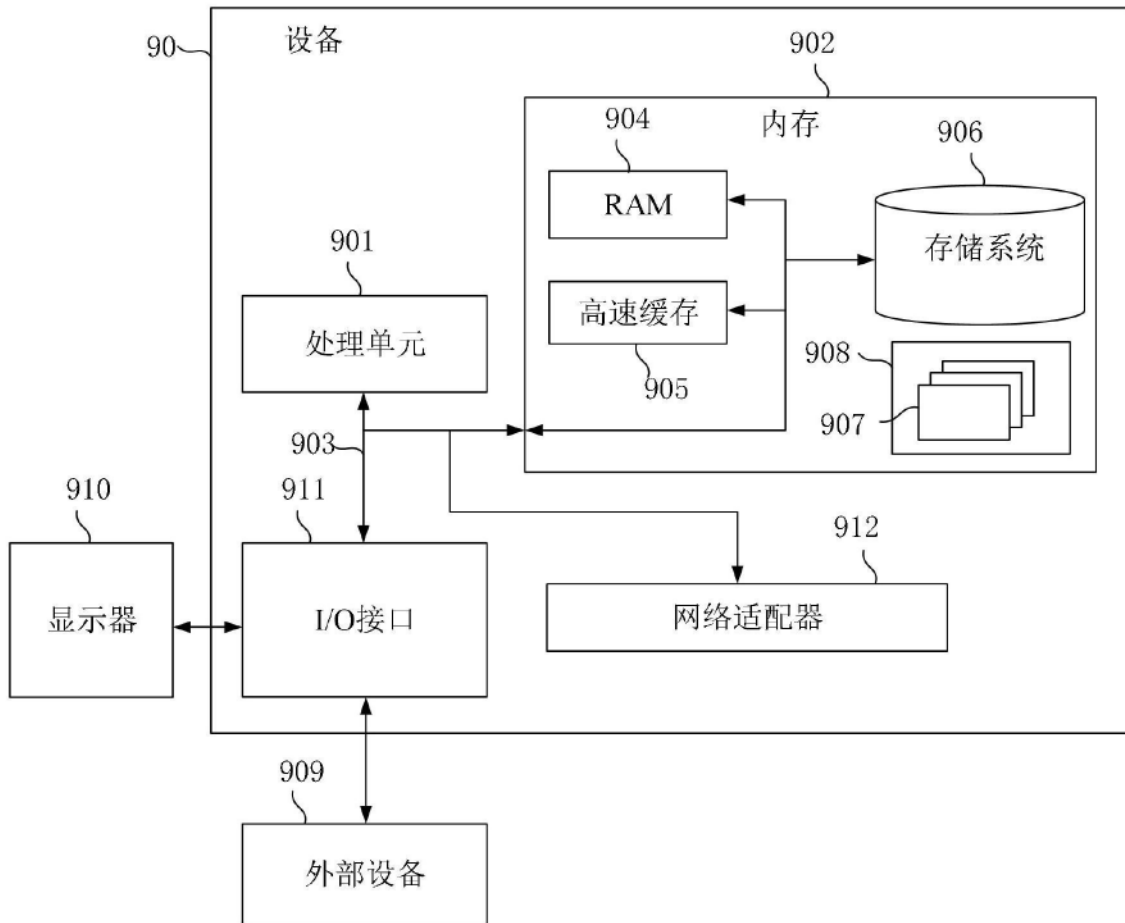 90
设备
902
内存
904
RAM
906
存储系统
901
处理单元
高速缓存
905
908
907
903
910
911
912
显示器
I/O接口
网络适配器
909
外部设备